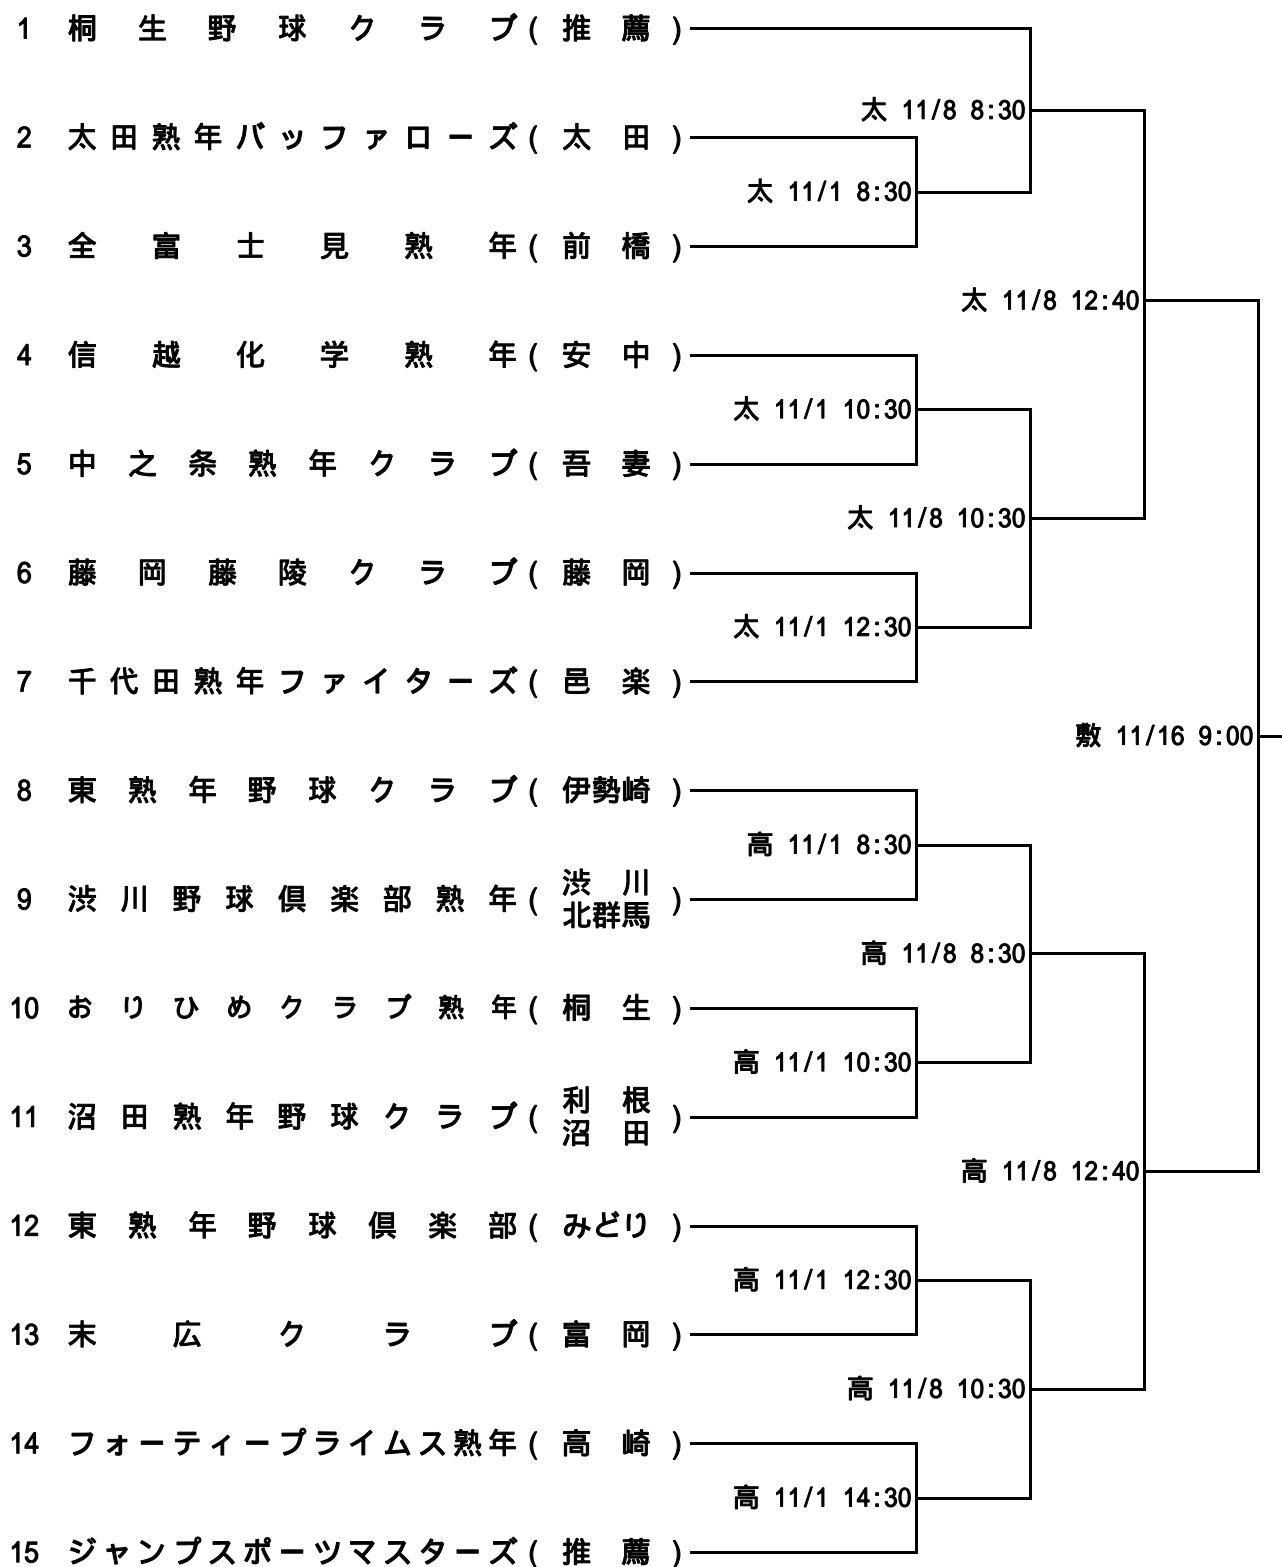 1 桐生野球クラブ(推薦)
太 11/8 8:30
2 太田熟年バッファローズ(太田)
太 11/1 8:30
3 全富士見熟年(前橋)
太 11/8 12:40
4 信越化学熟年(安中)
太 11/1 10:30
5 中之条熟年クラブ(吾妻)
太 11/8 10:30
6 藤岡藤陵クラブ(藤岡)
太 11/1 12:30
7 千代田熟年ファイターズ(邑楽)
敷 11/16 9:00
8 東熟年野球クラブ(伊勢崎)
高 11/1 8:30
9 渋川野球倶楽部熟年(渋川
北群馬)
高 11/8 8:30
10 おりひめクラブ熟年(桐生)
高 11/1 10:30
11 沼田熟年野球クラブ(利根
沼田)
高 11/8 12:40
12 東熟年野球倶楽部(みどり)
高 11/1 12:30
13 末広クラブ(富岡)
高 11/8 10:30
14 フォーティープライムス熟年(高崎)
高 11/1 14:30
15 ジャンプスポーツマスターズ(推薦)